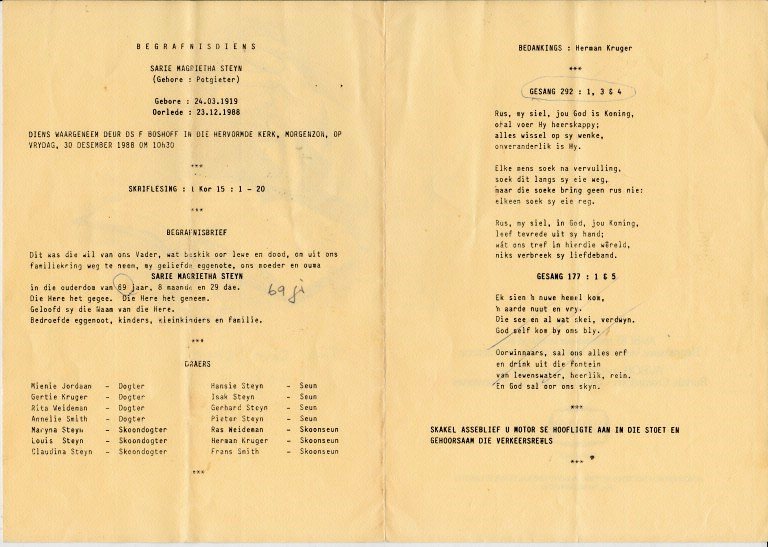 BEGRAFNISDIENS
SARIE MAGRIETHA STEYN
(Gebore : Potgieter)
Gebore : 24.03.1919
Oorlede : 23.12.1988
DIENS WAARGENEEM DEUR DS F BOSHOFF IN DIE HERVORMDE KERK, MORGENZON, OP
VRYDAG, 30 DESEMBER 1988 OM 10h30
***
SKRIFLESING : 1 Kor 15 : 1 - 20
***
BEGRAFNISBRIEF
Dit was die wil van ons Vader, wat beskik oor lewe en dood, om uit ons
familiekring weg te neem, my geliefde eggenote, ons moeder en ouma
SARIE MAGRIETHA STEYN
in die ouderdom van 69 jaar, 8 maande en 29 dae.
69 ji
Die Here het gegee. Die Here het geneem.
Geloofd sy die Naam van die Here.
Bedroefde eggenoot, kinders, kleinkinders en familie.
***
DRAERS
Mienie Jordaan - Dogter Hansie Steyn - Seun
Gertie Kruger - Dogter Isak Steyn - Seun
Rita Weideman - Dogter Gerhard Steyn - Seun
Annelie Smith - Dogter Pieter Steyn - Seun
Maryna Steyn - Skoondogter Ras Weideman - Skoonseun
Louis Steyn - Skoondogter Herman Kruger - Skoonseun
Claudina Steyn - Skoondogter Frans Smith - Skoonseun
***
BEDANKINGS : Herman Kruger
***
GESANG 292 : 1, 3 & 4
Rus, my siel, jou God is Koning,
oral voer Hy heerskappy;
alles wissel op sy wenke,
onveranderlik is Hy.
Elke mens soek na vervulling,
soek dit langs sy eie weg,
maar die soeke bring geen rus nie:
elkeen soek sy eie reg.
Rus, my siel, in God, jou Koning,
leef tevrede uit sy hand;
wát ons tref in hierdie wêreld,
niks verbreek sy liefdeband.
GESANG 177 : 1 & 5
Ek sien 'n nuwe hemel kom,
'n aarde nuut en vry.
Die see en al wat skei, verdwyn.
God self kom by ons bly.
Oorwinnaars, sal ons alles erf
en drink uit die fontein
van lewenswater, heerlik, rein.
En God sal oor ons skyn.
***
SKAKEL ASSEBLIEF U MOTOR SE HOOFLIGTE AAN IN DIE STOET EN
GEHOORSAAM DIE VERKEERSREËLS
***